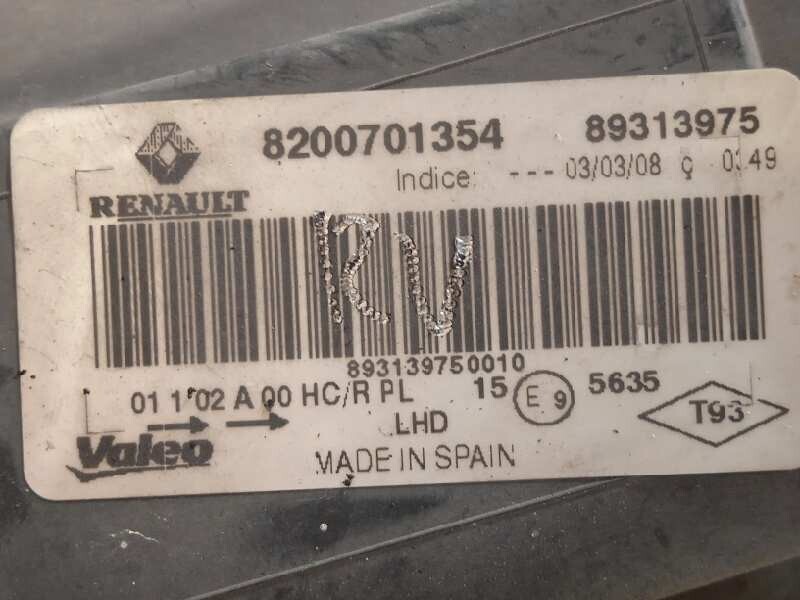 8200701354 89313975
Indice: --- 03/03/08 ç 0349
RENAULT
RV
893139750010
01 1 02 A 00 HC/R PL 15 E 9 5635
LHD T93
Valeo
MADE IN SPAIN